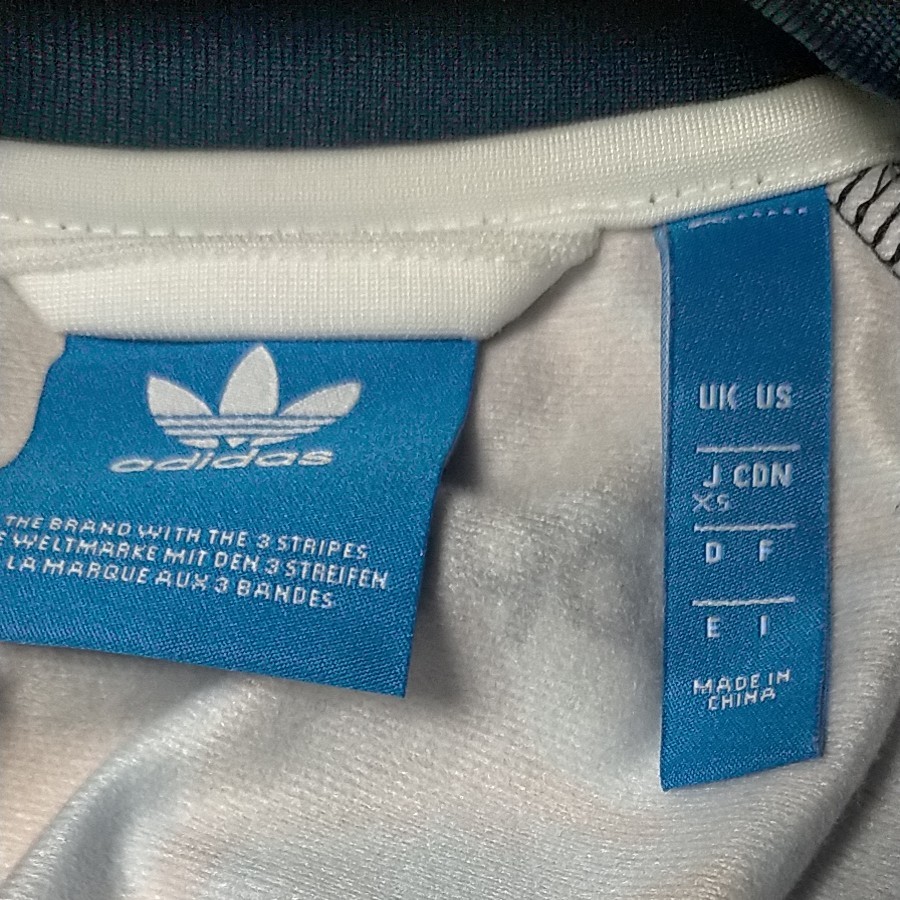 adidas
THE BRAND WITH THE 3 STRIPES
E WELTMARKE MIT DEN 3 STREIFEN
LA MARQUE AUX 3 BANDES
UK US
J CDN
XS
D F
E I
MADE IN
CHINA